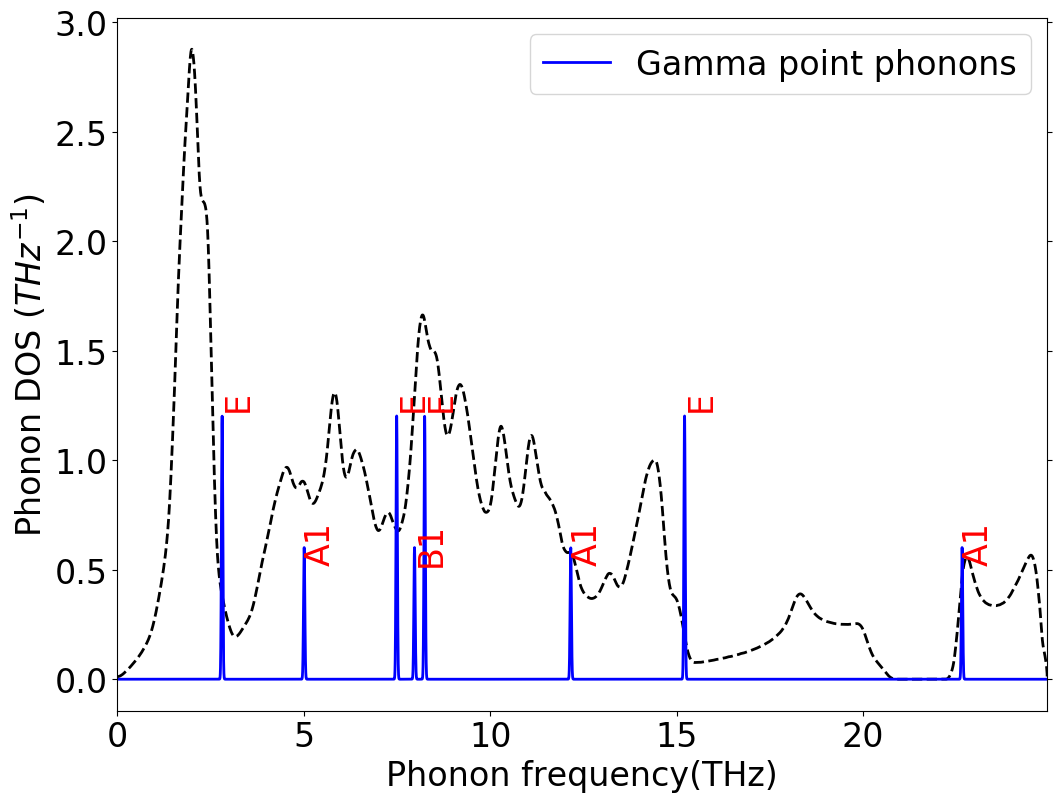 Gamma point phonons
Phonon DOS ($THz^{-1}$)
3.0
2.5
2.0
1.5
1.0
0.5
0.0
E
A1
E
B1
E
A1
E
A1
0
5
10
15
20
Phonon frequency(THz)